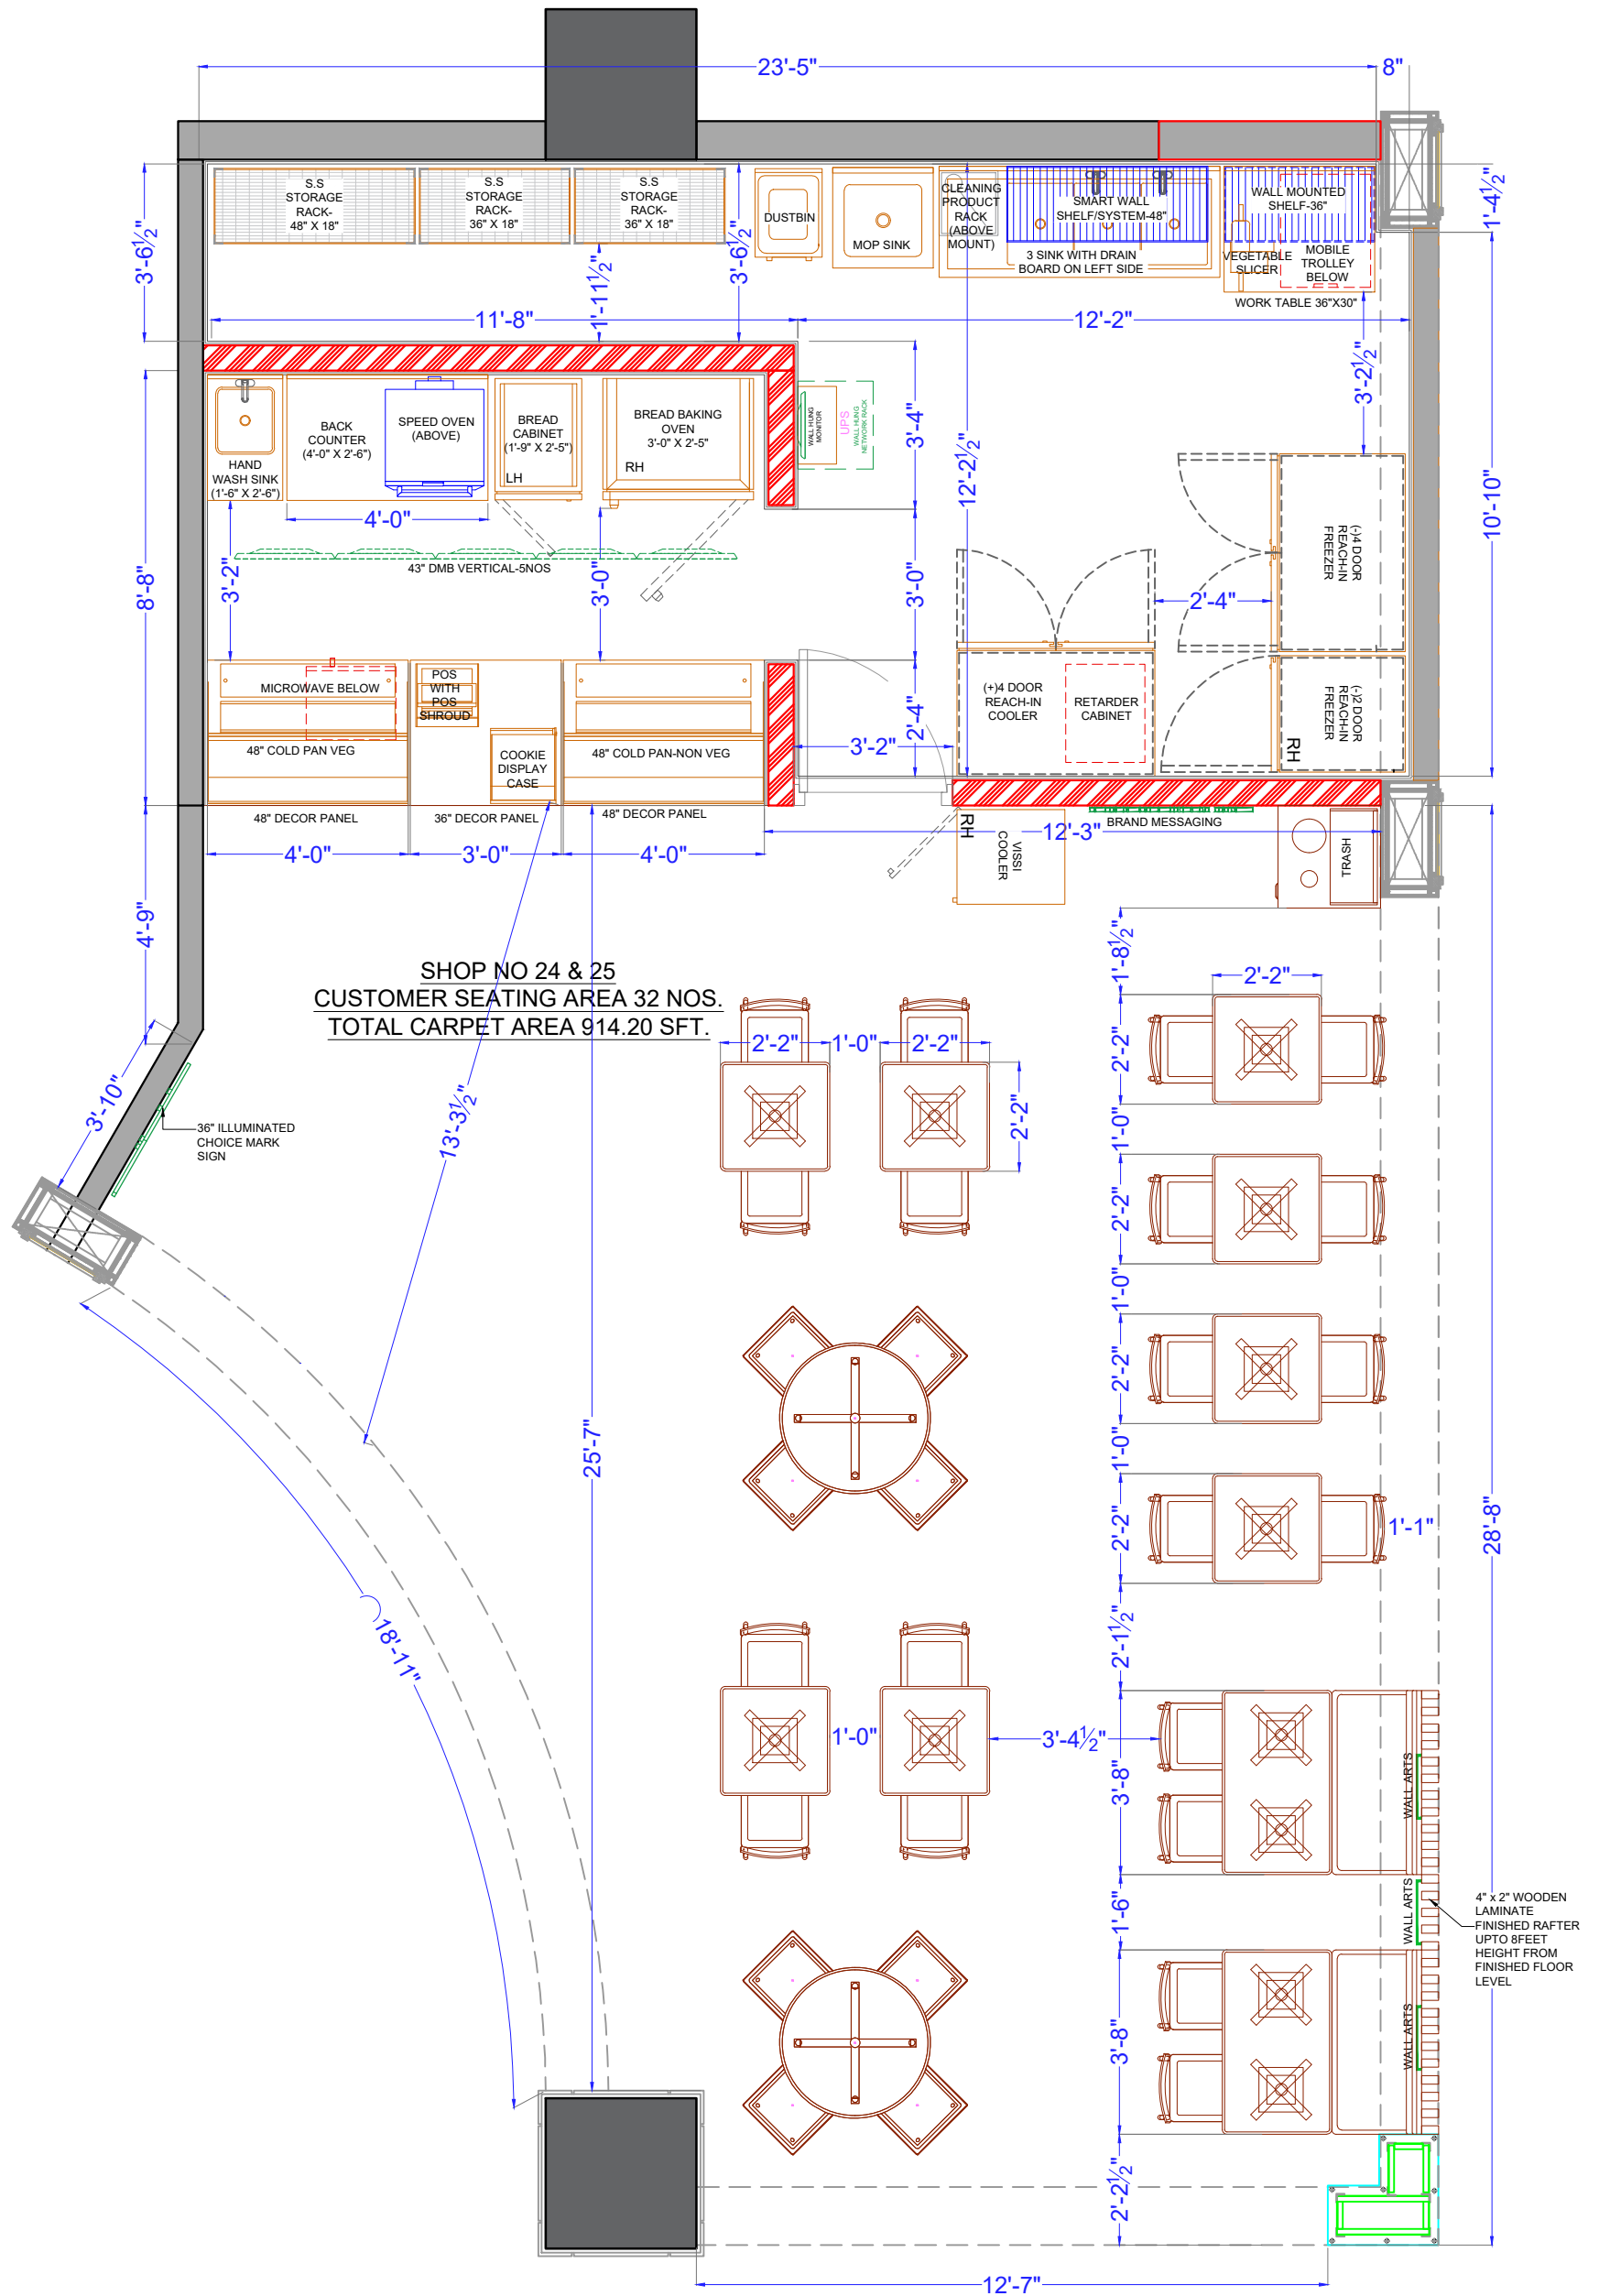 23'-5"
8"
S.S
STORAGE
RACK-
48" X 18"
S.S
STORAGE
RACK-
36" X 18"
S.S
STORAGE
RACK-
36" X 18"
DUSTBIN
MOP SINK
CLEANING
PRODUCT
RACK
(ABOVE
MOUNT)
SMART WALL
SHELF/SYSTEM-48"
3 SINK WITH DRAIN
BOARD ON LEFT SIDE
WALL MOUNTED
SHELF-36"
VEGETABLE
SLICER
MOBILE
TROLLEY
BELOW
WORK TABLE 36"X30"
1'-4½"
3'-6½"
1'-11½"
3'-6½"
11'-8"
12'-2"
3'-2½"
HAND
WASH SINK
(1'-6" X 2'-6")
BACK
COUNTER
(4'-0" X 2'-6")
SPEED OVEN
(ABOVE)
BREAD
CABINET
(1'-9" X 2'-5")
LH
BREAD BAKING
OVEN
3'-0" X 2'-5"
RH
WALL HUNG
MONITOR
UPS
WALL HUNG
NETWORK RACK
3'-4"
12'-2½"
10'-10"
4'-0"
43" DMB VERTICAL-5NOS
8'-8"
3'-2"
3'-0"
3'-0"
2'-4"
(-)4 DOOR
REACH-IN
FREEZER
(-)2 DOOR
REACH-IN
FREEZER
RH
(+)4 DOOR
REACH-IN
COOLER
RETARDER
CABINET
2'-4"
3'-2"
MICROWAVE BELOW
48" COLD PAN VEG
POS
WITH
POS
SHROUD
COOKIE
DISPLAY
CASE
48" COLD PAN-NON VEG
48" DECOR PANEL
36" DECOR PANEL
48" DECOR PANEL
4'-0"
3'-0"
4'-0"
12'-3"
BRAND MESSAGING
RH
VISSI
COOLER
TRASH
4'-9"
SHOP NO 24 & 25
CUSTOMER SEATING AREA 32 NOS.
TOTAL CARPET AREA 914.20 SFT.
1'-8½"
2'-2"
2'-2"
1'-0"
2'-2"
2'-2"
2'-2"
3'-10"
36" ILLUMINATED
CHOICE MARK
SIGN
13'-3½"
1'-0"
2'-2"
1'-0"
2'-2"
1'-0"
2'-2"
1'-1"
25'-7"
28'-8"
18'-11"
2'-1½"
1'-0"
3'-4½"
3'-8"
WALL ARTS
1'-6"
WALL ARTS
4" x 2" WOODEN
LAMINATE
FINISHED RAFTER
UPTO 8FEET
HEIGHT FROM
FINISHED FLOOR
LEVEL
3'-8"
WALL ARTS
2'-2½"
12'-7"